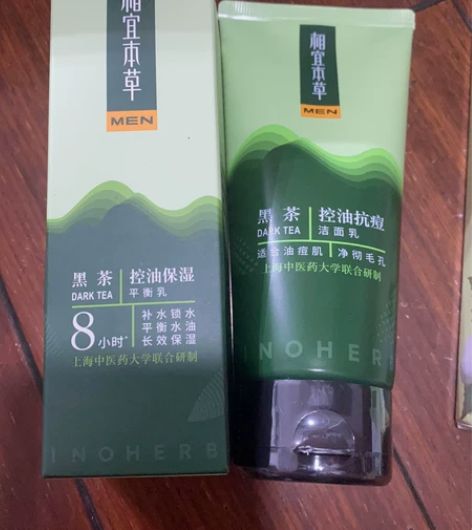 相宜本草
MEN
黑茶
DARK TEA
控油保湿
平衡乳
8小时*
补水锁水
平衡水油
长效保湿
上海中医药大学联合研制
INOHERB
相宜本草
MEN
黑茶
DARK TEA
控油抗痘
洁面乳
适合油痘肌
净彻毛孔
上海中医药大学联合研制
INOHERB